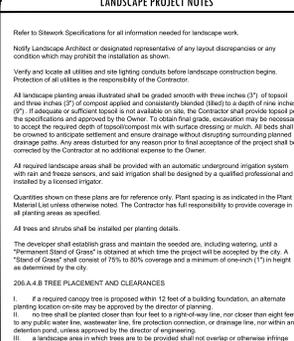 LANDSCAPE PROJECT NOTES
Refer to Sitework Specifications for all information needed for landscape work.
Notify Landscape Architect or designated representative of any layout discrepancies or any
condition which may prohibit the installation as shown.
Verify and locate all utilities and site lighting conduits before landscape construction begins.
Protection of all utilities is the responsibility of the Contractor.
All landscape planting areas illustrated shall be graded smooth with three inches (3") of topsoil
and three inches (3") of compost applied and consistently blended (tilled) to a depth of nine inches
(9"). If adequate or sufficient topsoil is not available on site, the Contractor shall provide topsoil p
the specifications and approved by the Owner. To obtain final grade, excavation may be necessa
to accept the required depth of topsoil/compost mix with surface dressing or mulch. All beds shall
be crowned to anticipate settlement and ensure drainage without disrupting surrounding planned
drainage paths. Any areas disturbed for any reason prior to final acceptance of the project shall be
corrected by the Contractor at no additional expense to the Owner.
All required landscape areas shall be provided with an automatic underground irrigation system
with rain and freeze sensors, and said irrigation shall be designed by a qualified professional and
installed by a licensed irrigator.
Quantities shown on these plans are for reference only. Plant spacing is as indicated in the Plant
Material List unless otherwise noted. The Contractor has full responsibility to provide coverage in
all planting areas as specified.
All trees and shrubs shall be installed per planting details.
The developer shall establish grass and maintain the seeded are, including watering, until a
"Permanent Stand of Grass" is obtained at which time the project will be accepted by the city. A
"Stand of Grass" shall consist of 75% to 80% coverage and a minimum of one-inch (1") in height
as determined by the city.
206.A.4.B TREE PLACEMENT AND CLEARANCES
I. if a required canopy tree is proposed within 12 feet of a building foundation, an alternate
planting location on-site may be approved by the director of planning.
II. no tree shall be planted closer than four feet to a right-of-way line, nor closer than eight feet
to any public water line, wastewater line, fire protection connection, or drainage line, nor within an
detention pond, unless approved by the director of engineering.
III. a landscape area in which trees are to be provided shall not overlap or otherwise infringe